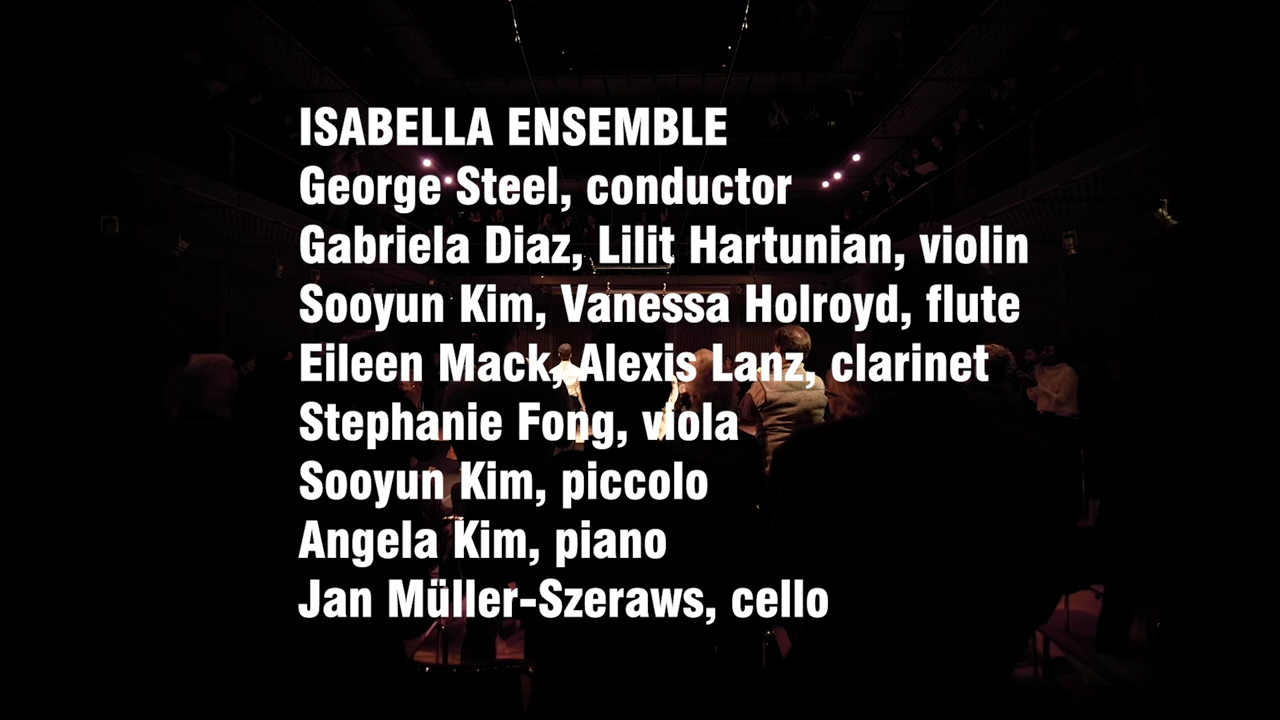 ISABELLA ENSEMBLE
George Steel, conductor
Gabriela Diaz, Lilit Hartunian, violin
Sooyun Kim, Vanessa Holroyd, flute
Eileen Mack, Alexis Lanz, clarinet
Stephanie Fong, viola
Sooyun Kim, piccolo
Angela Kim, piano
Jan Müller-Szeraws, cello